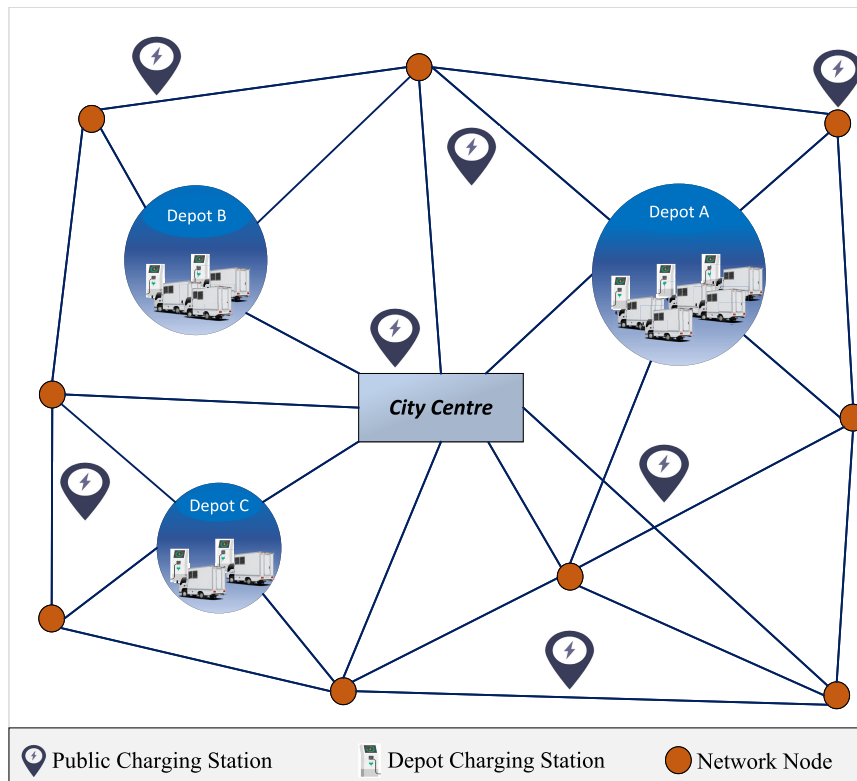 Depot B
Depot A
City Centre
Depot C
Public Charging Station
Depot Charging Station
Network Node